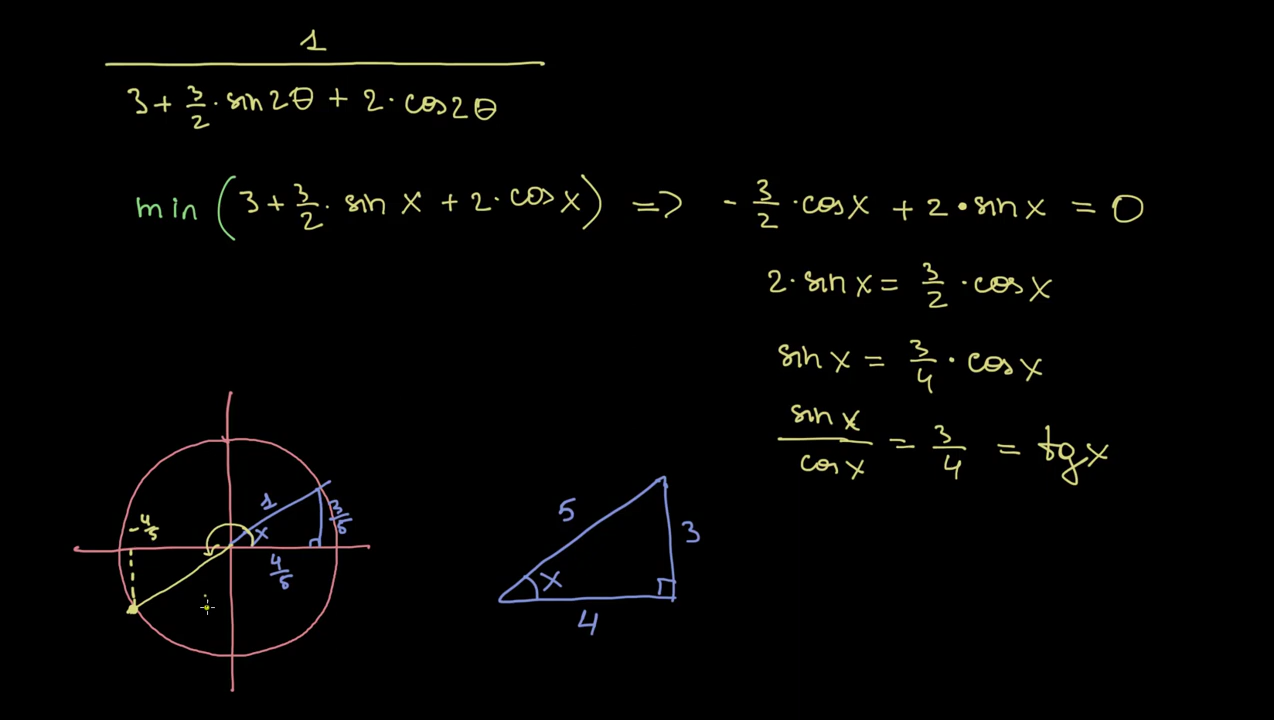 1
3 + 3/2 · sin 2θ + 2 · cos 2θ
min (3 + 3/2 · sin x + 2 · cos x) => - 3/2 · cos x + 2 · sin x = 0
2 · sin x = 3/2 · cos x
sin x = 3/4 · cos x
sin x / cos x = 3/4 = tg x
1
3/5
x
4/5
-4/5
5
3
x
4